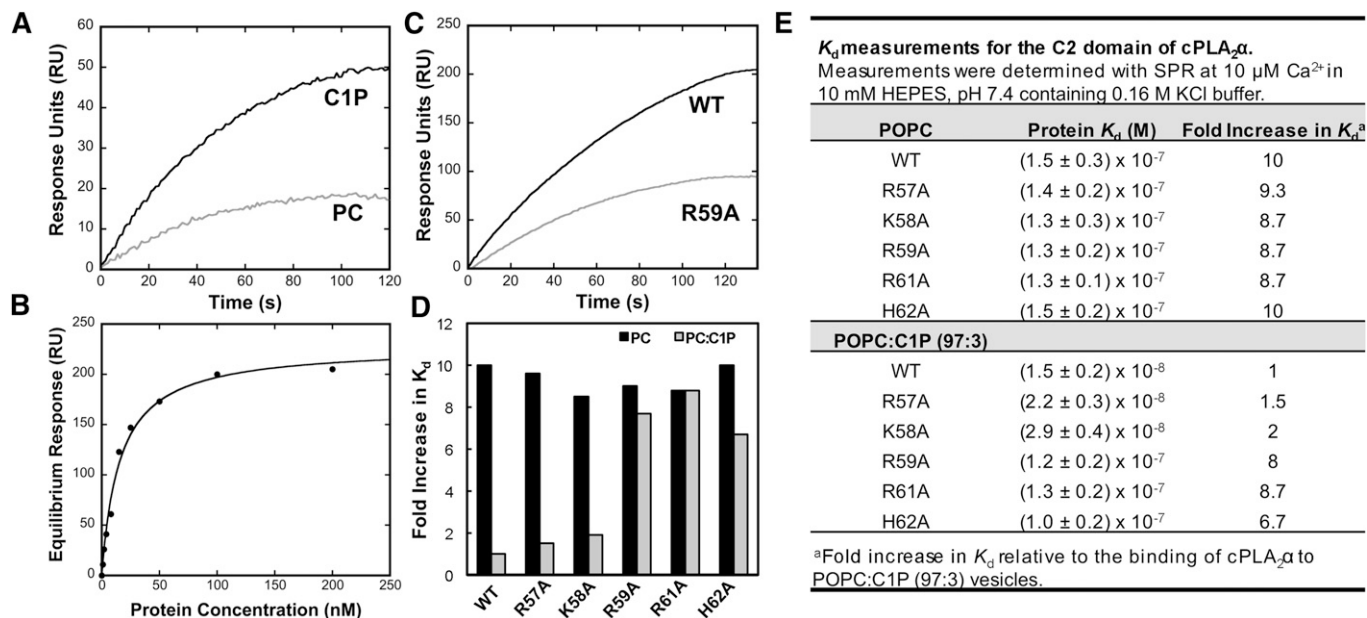 A
Response Units (RU)
60
50
40
30
20
10
0
C1P
PC
0 20 40 60 80 100 120
Time (s)
B
Equilibrium Response (RU)
250
200
150
100
50
0
0 50 100 150 200 250
Protein Concentration (nM)
C
Response Units (RU)
250
200
150
100
50
0
WT
R59A
0 20 40 60 80 100 120
Time (s)
D
Fold Increase in Kd
12
10
8
6
4
2
0
PC PC:C1P
WT R57A K58A R59A R61A H62A
E
Kd measurements for the C2 domain of cPLA2α.
Measurements were determined with SPR at 10 µM Ca2+ in
10 mM HEPES, pH 7.4 containing 0.16 M KCl buffer.
POPC Protein Kd (M) Fold Increase in Kd^a
WT (1.5 ± 0.3) x 10-7 10
R57A (1.4 ± 0.2) x 10-7 9.3
K58A (1.3 ± 0.3) x 10-7 8.7
R59A (1.3 ± 0.2) x 10-7 8.7
R61A (1.3 ± 0.1) x 10-7 8.7
H62A (1.5 ± 0.2) x 10-7 10
POPC:C1P (97:3)
WT (1.5 ± 0.2) x 10-8 1
R57A (2.2 ± 0.3) x 10-8 1.5
K58A (2.9 ± 0.4) x 10-8 2
R59A (1.2 ± 0.2) x 10-7 8
R61A (1.3 ± 0.2) x 10-7 8.7
H62A (1.0 ± 0.2) x 10-7 6.7
aFold increase in Kd relative to the binding of cPLA2α to
POPC:C1P (97:3) vesicles.